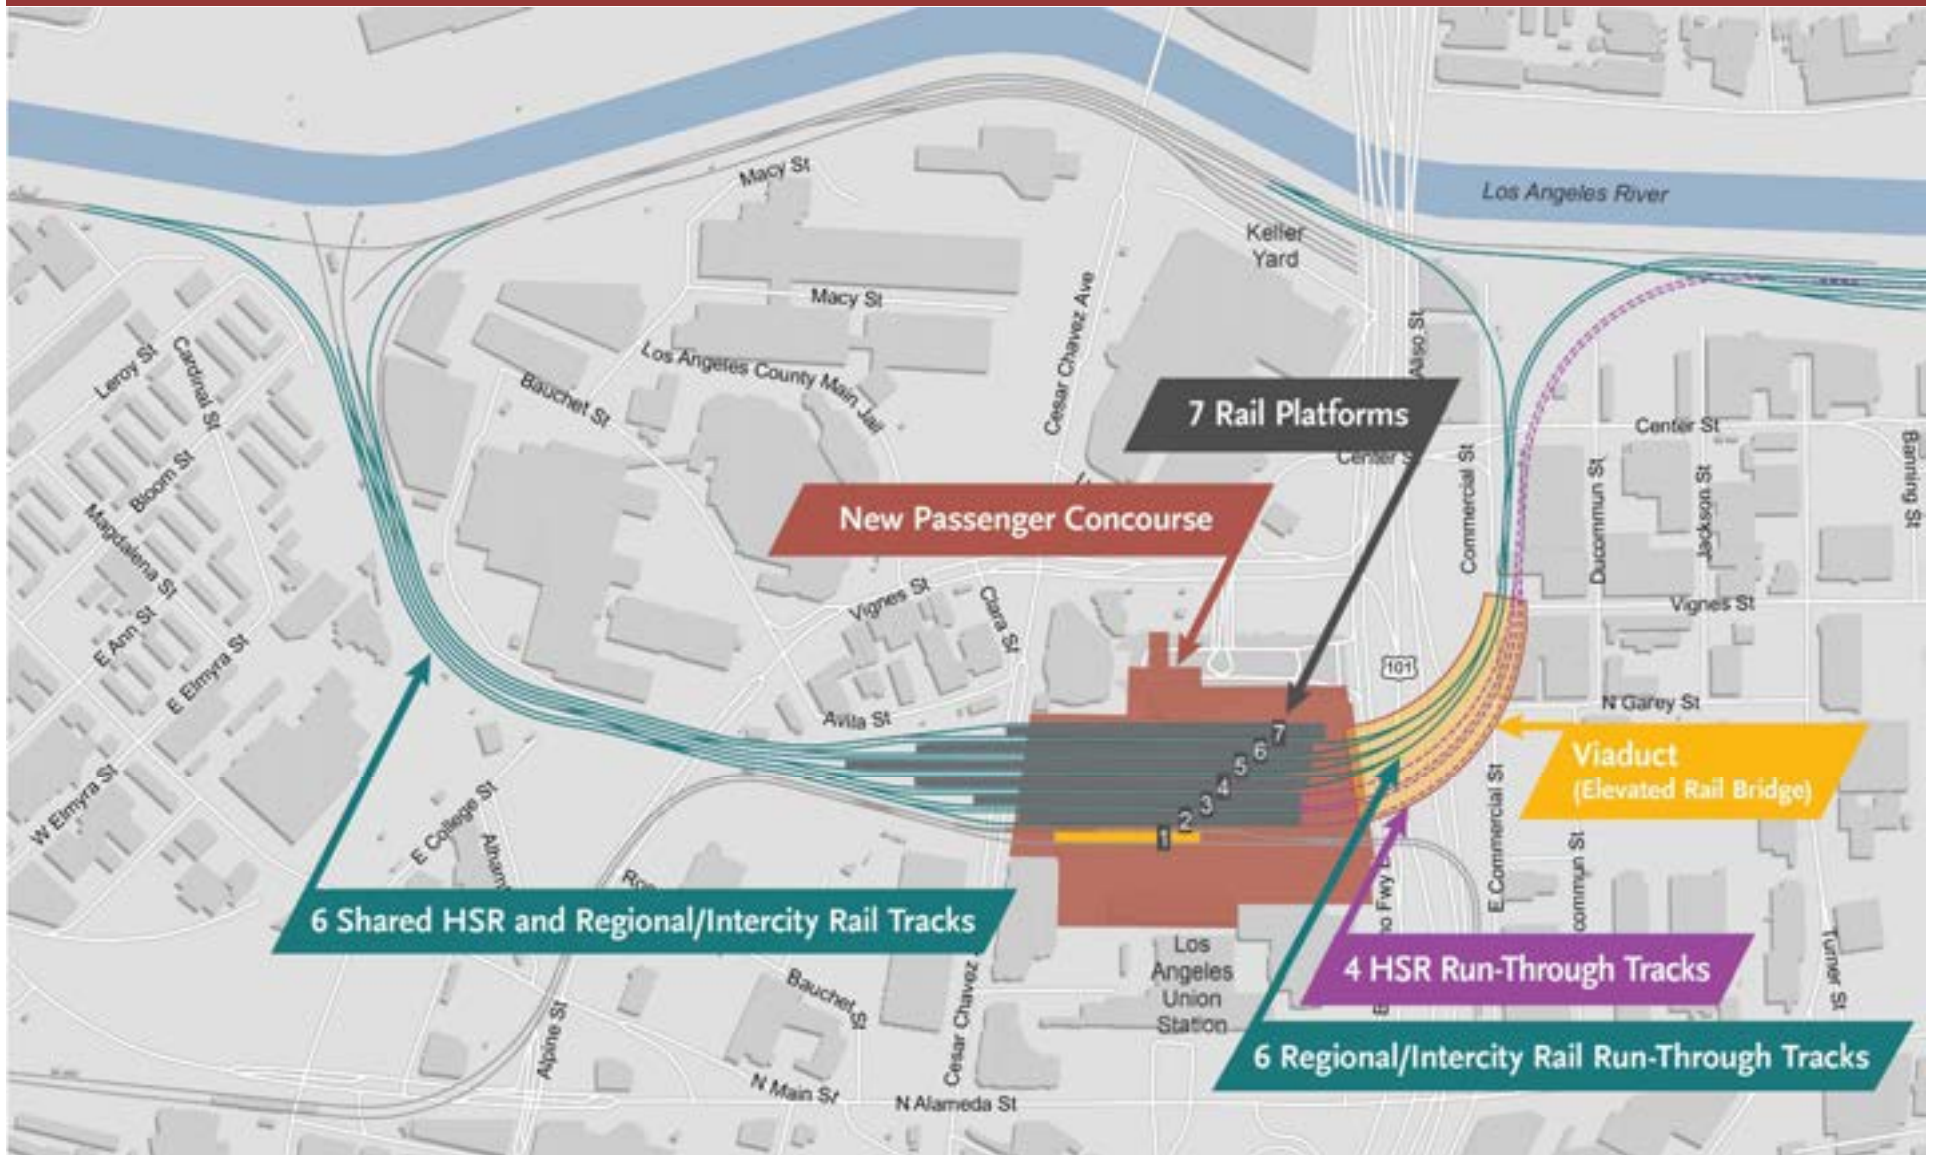 Los Angeles River
Macy St
Keller
Yard
Macy St
Cesar Chavez Ave
Aliso St
Leroy St
Cardinal St
Los Angeles County Main Jail
Bauchet St
7 Rail Platforms
Center St
Center S
Commercial St
Ducommun St
Jackson St
Banning St
Bloom St
Magdalena St
New Passenger Concourse
E Ann St
E Elmyra St
Vignes St
Clara St
Vignes St
101
N Garey St
Avila St
7
6
5
4
3
2
1
Viaduct
(Elevated Rail Bridge)
W Elmyra St
E College St
E Commercial St
6 Shared HSR and Regional/Intercity Rail Tracks
Los
Angeles
Union
Station
4 HSR Run-Through Tracks
Turner St
Bauchet St
Cesar Chavez
Alpine St
6 Regional/Intercity Rail Run-Through Tracks
N Main St
N Alameda St